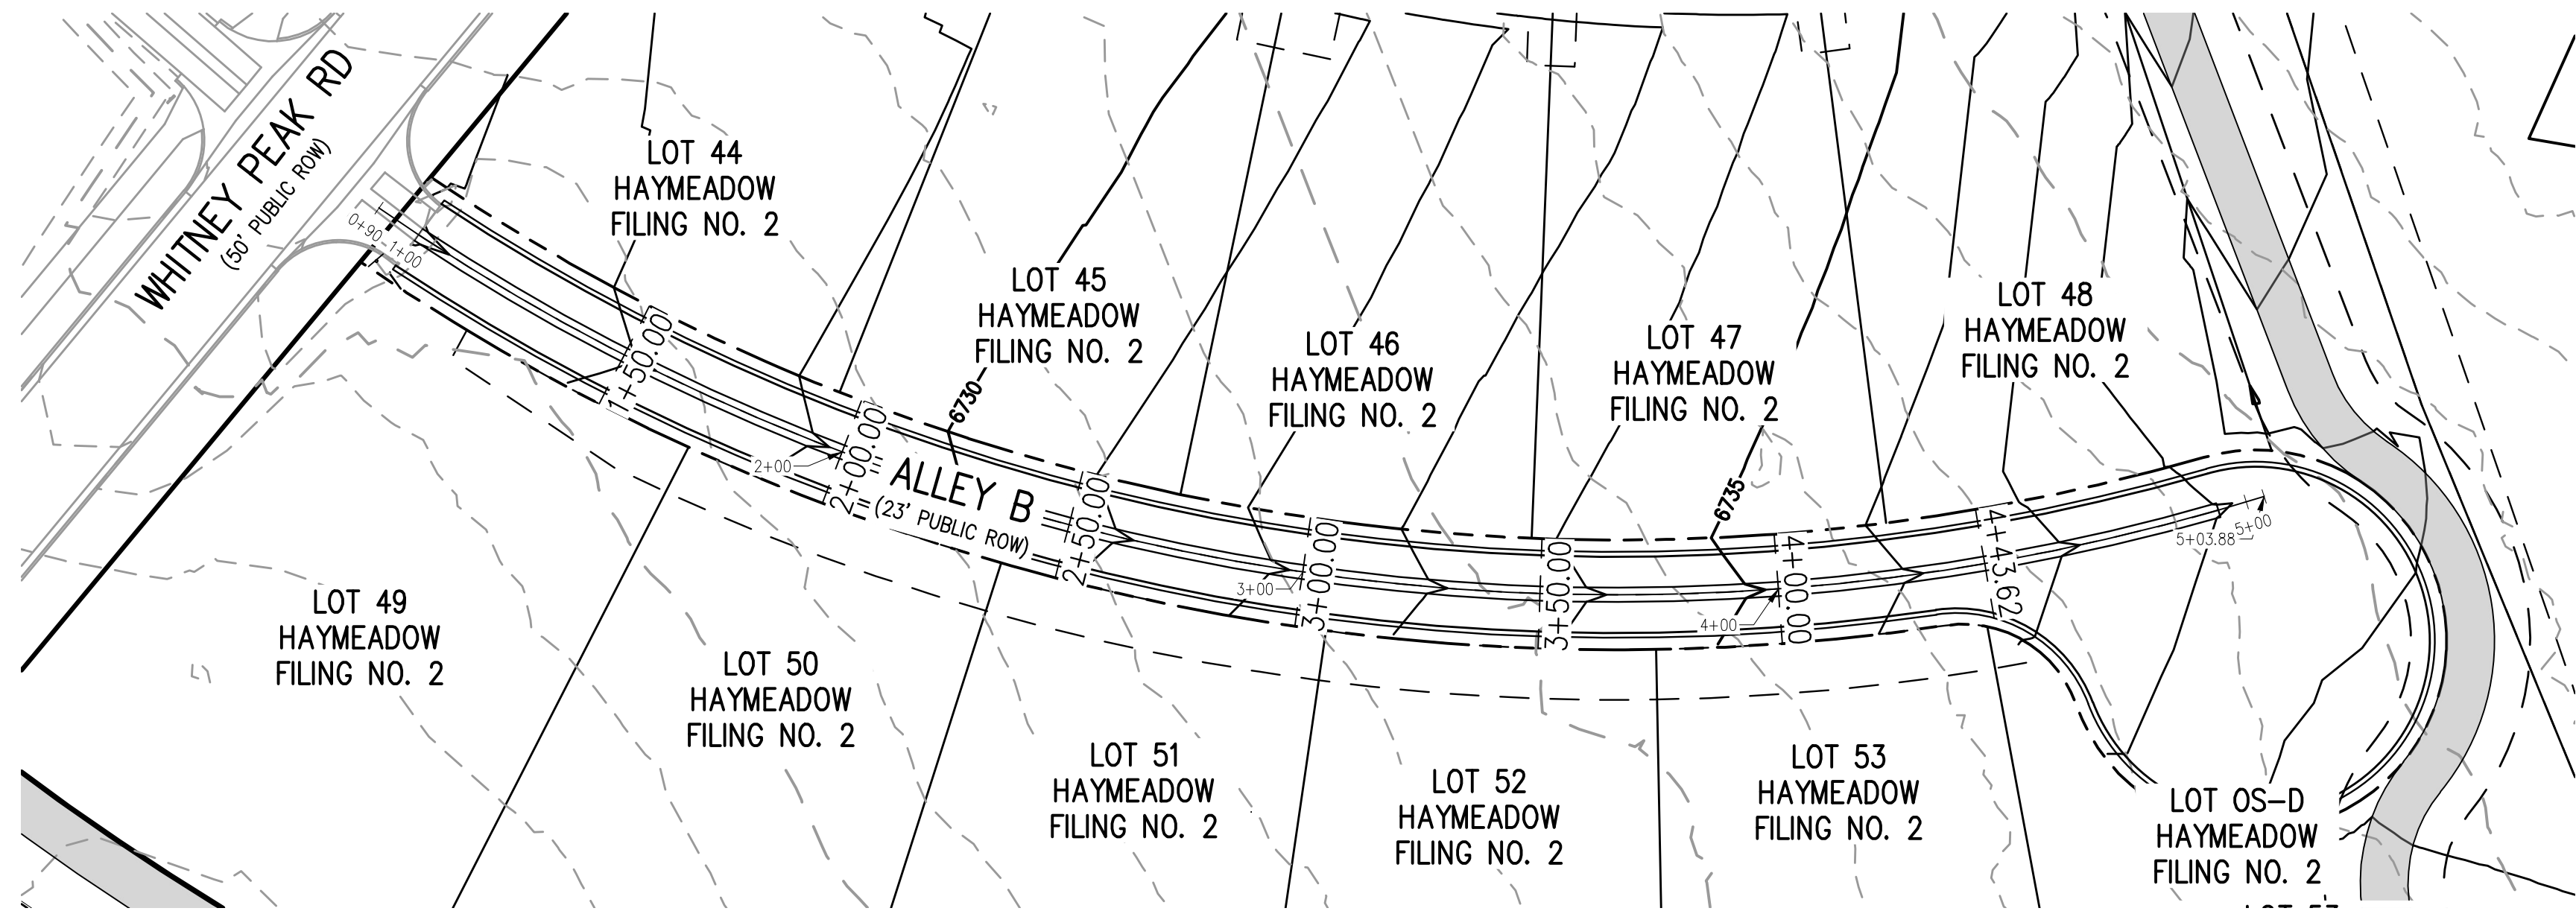 WHITNEY PEAK RD
(50' PUBLIC ROW)
0+90
1+00
LOT 44
HAYMEADOW
FILING NO. 2
1+50.00
2+00
2+00.00
LOT 45
HAYMEADOW
FILING NO. 2
6730
ALLEY B
(23' PUBLIC ROW)
2+50.00
LOT 46
HAYMEADOW
FILING NO. 2
3+00
3+00.00
3+50.00
LOT 47
HAYMEADOW
FILING NO. 2
6735
4+00
4+00.00
LOT 48
HAYMEADOW
FILING NO. 2
4+43.62
5+03.88
5+00
LOT 49
HAYMEADOW
FILING NO. 2
LOT 50
HAYMEADOW
FILING NO. 2
LOT 51
HAYMEADOW
FILING NO. 2
LOT 52
HAYMEADOW
FILING NO. 2
LOT 53
HAYMEADOW
FILING NO. 2
LOT OS-D
HAYMEADOW
FILING NO. 2